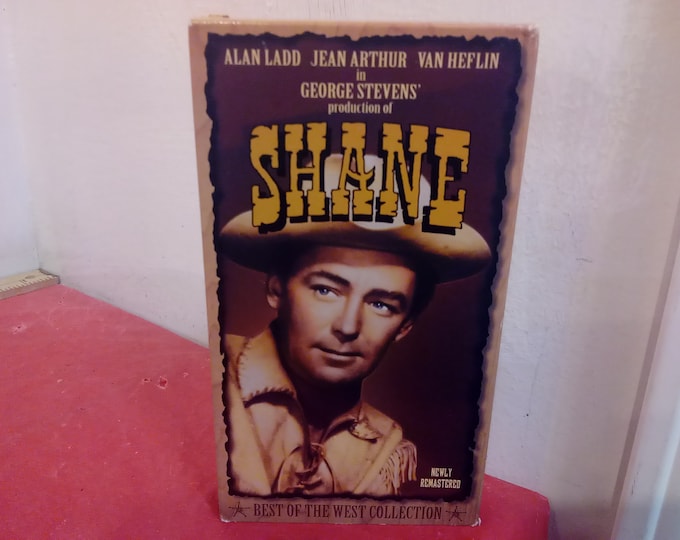 ALAN LADD JEAN ARTHUR VAN HEFLIN
in
GEORGE STEVENS'
production of
SHANE
NEWLY
REMASTERED
BEST OF THE WEST COLLECTION